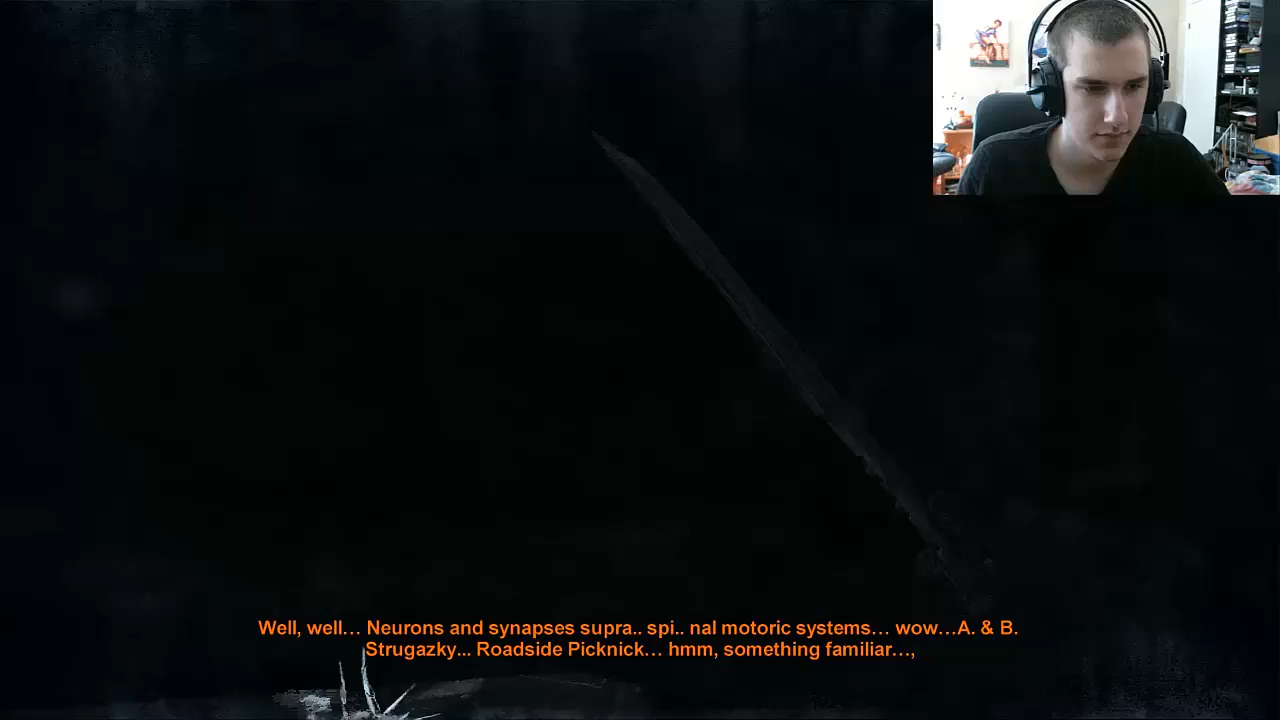 Well, well… Neurons and synapses supra.. spi.. nal motoric systems… wow…A. & B.
Strugazky... Roadside Picknick… hmm, something familiar…,